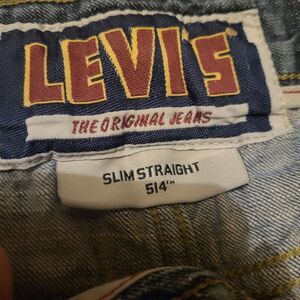 LEVI'S
THE ORIGINAL JEANS
SLIM STRAIGHT
514™